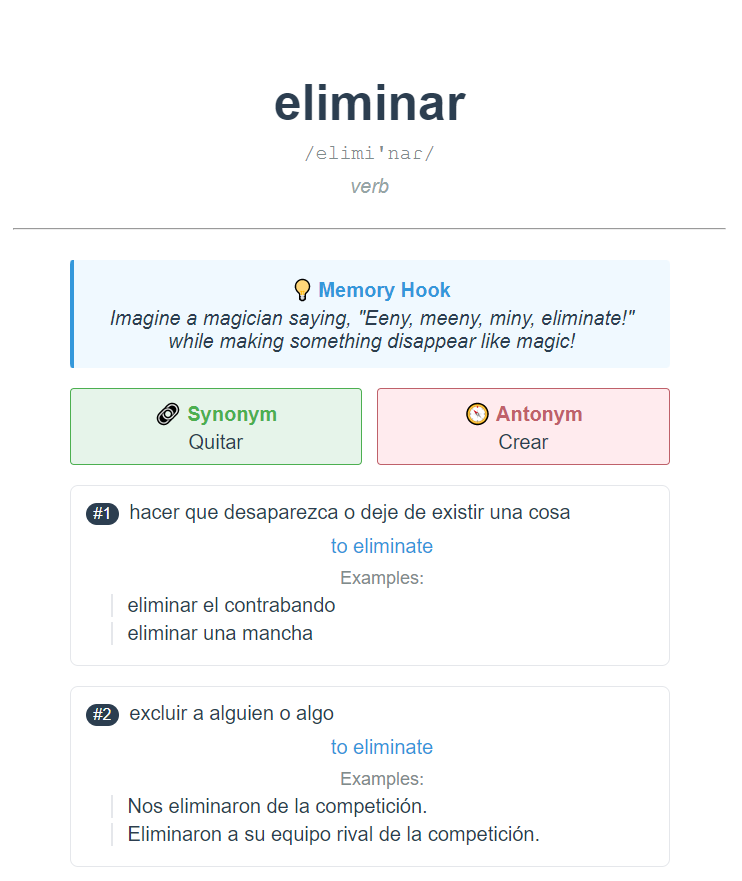 eliminar
/elimi'naɾ/
verb
Memory Hook
Imagine a magician saying, "Eeny, meeny, miny, eliminate!"
while making something disappear like magic!
Synonym
Quitar
Antonym
Crear
#1 hacer que desaparezca o deje de existir una cosa
to eliminate
Examples:
eliminar el contrabando
eliminar una mancha
#2 excluir a alguien o algo
to eliminate
Examples:
Nos eliminaron de la competición.
Eliminaron a su equipo rival de la competición.